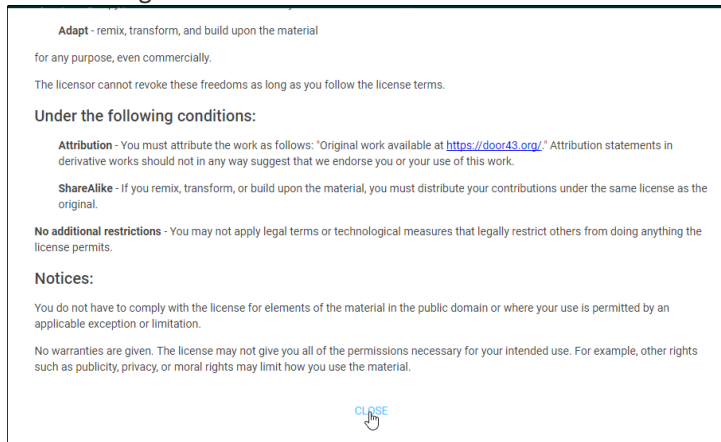 Adapt - remix, transform, and build upon the material
for any purpose, even commercially.
The licensor cannot revoke these freedoms as long as you follow the license terms.
Under the following conditions:
Attribution - You must attribute the work as follows: "Original work available at https://door43.org/." Attribution statements in
derivative works should not in any way suggest that we endorse you or your use of this work.
ShareAlike - If you remix, transform, or build upon the material, you must distribute your contributions under the same license as the
original.
No additional restrictions - You may not apply legal terms or technological measures that legally restrict others from doing anything the
license permits.
Notices:
You do not have to comply with the license for elements of the material in the public domain or where your use is permitted by an
applicable exception or limitation.
No warranties are given. The license may not give you all of the permissions necessary for your intended use. For example, other rights
such as publicity, privacy, or moral rights may limit how you use the material.
CLOSE